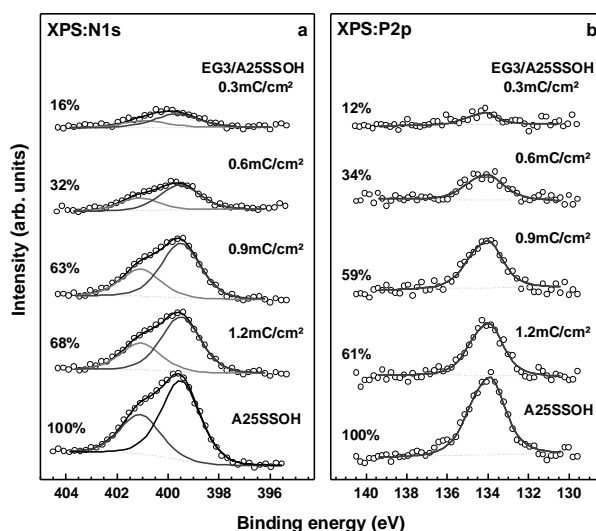 XPS:N1s
a
EG3/A25SSOH
0.3mC/cm²
16%
0.6mC/cm²
32%
0.9mC/cm²
63%
1.2mC/cm²
68%
A25SSOH
100%
404 402 400 398 396
XPS:P2p
b
EG3/A25SSOH
0.3mC/cm²
12%
0.6mC/cm²
34%
0.9mC/cm²
59%
1.2mC/cm²
61%
A25SSOH
100%
140 138 136 134 132 130
Intensity (arb. units)
Binding energy (eV)